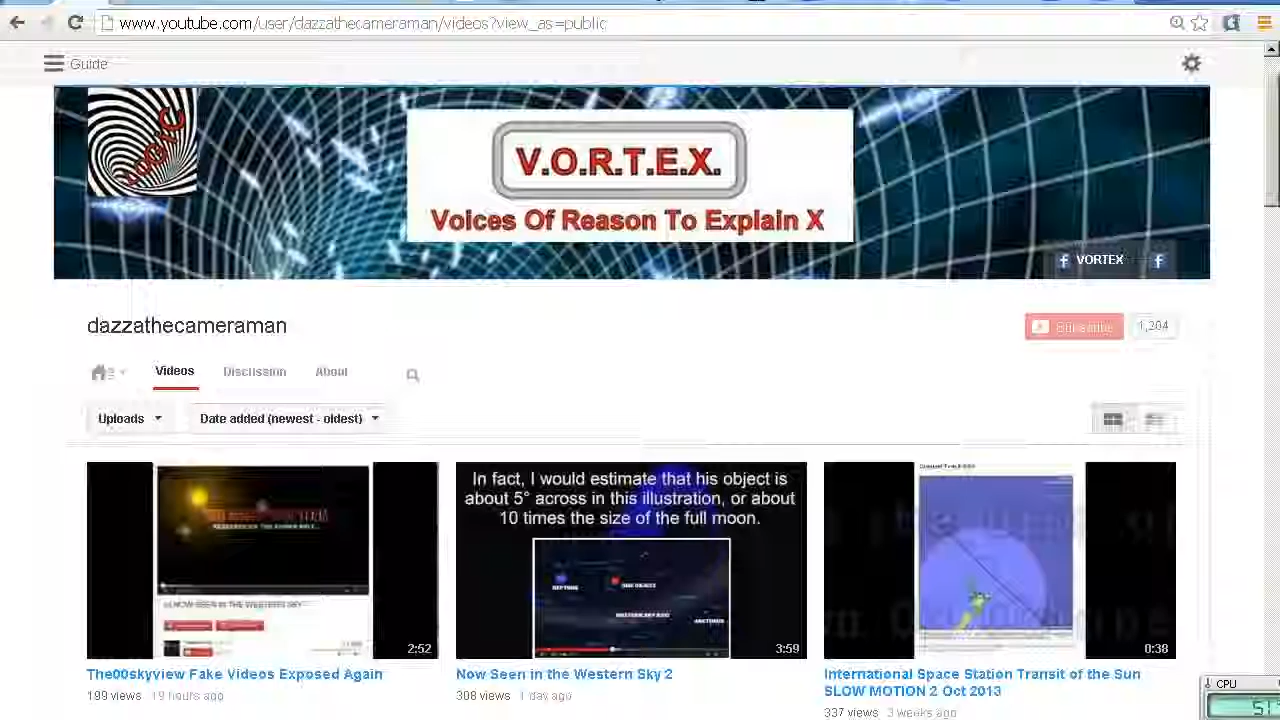 www.youtube.com/user/dazzathecameraman/videos?view_as=public
Guide
LOGIC
V.O.R.T.E.X.
Voices Of Reason To Explain X
VORTEX
dazzathecameraman
Subscribe 1,204
Videos Discussion About
Uploads Date added (newest - oldest)
In fact, I would estimate that his object is
about 5° across in this illustration, or about
10 times the size of the full moon.
NEPTUNE
2:52
3:59
0:38
The00skyview Fake Videos Exposed Again
199 views 19 hours ago
Now Seen in the Western Sky 2
308 views 1 day ago
International Space Station Transit of the Sun
SLOW MOTION 2 Oct 2013
337 views 3 weeks ago
CPU